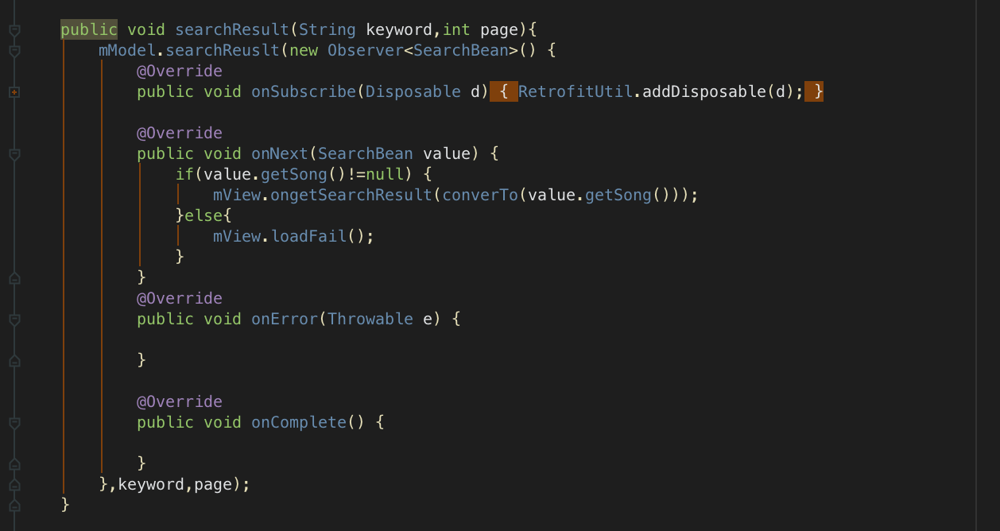 public void searchResult(String keyword,int page){
    mModel.searchReuslt(new Observer<SearchBean>() {
        @Override
        public void onSubscribe(Disposable d) { RetrofitUtil.addDisposable(d); }

        @Override
        public void onNext(SearchBean value) {
            if(value.getSong()!=null) {
                mView.ongetSearchResult(converTo(value.getSong()));
            }else{
                mView.loadFail();
            }
        }
        @Override
        public void onError(Throwable e) {

        }

        @Override
        public void onComplete() {

        }
    },keyword,page);
}